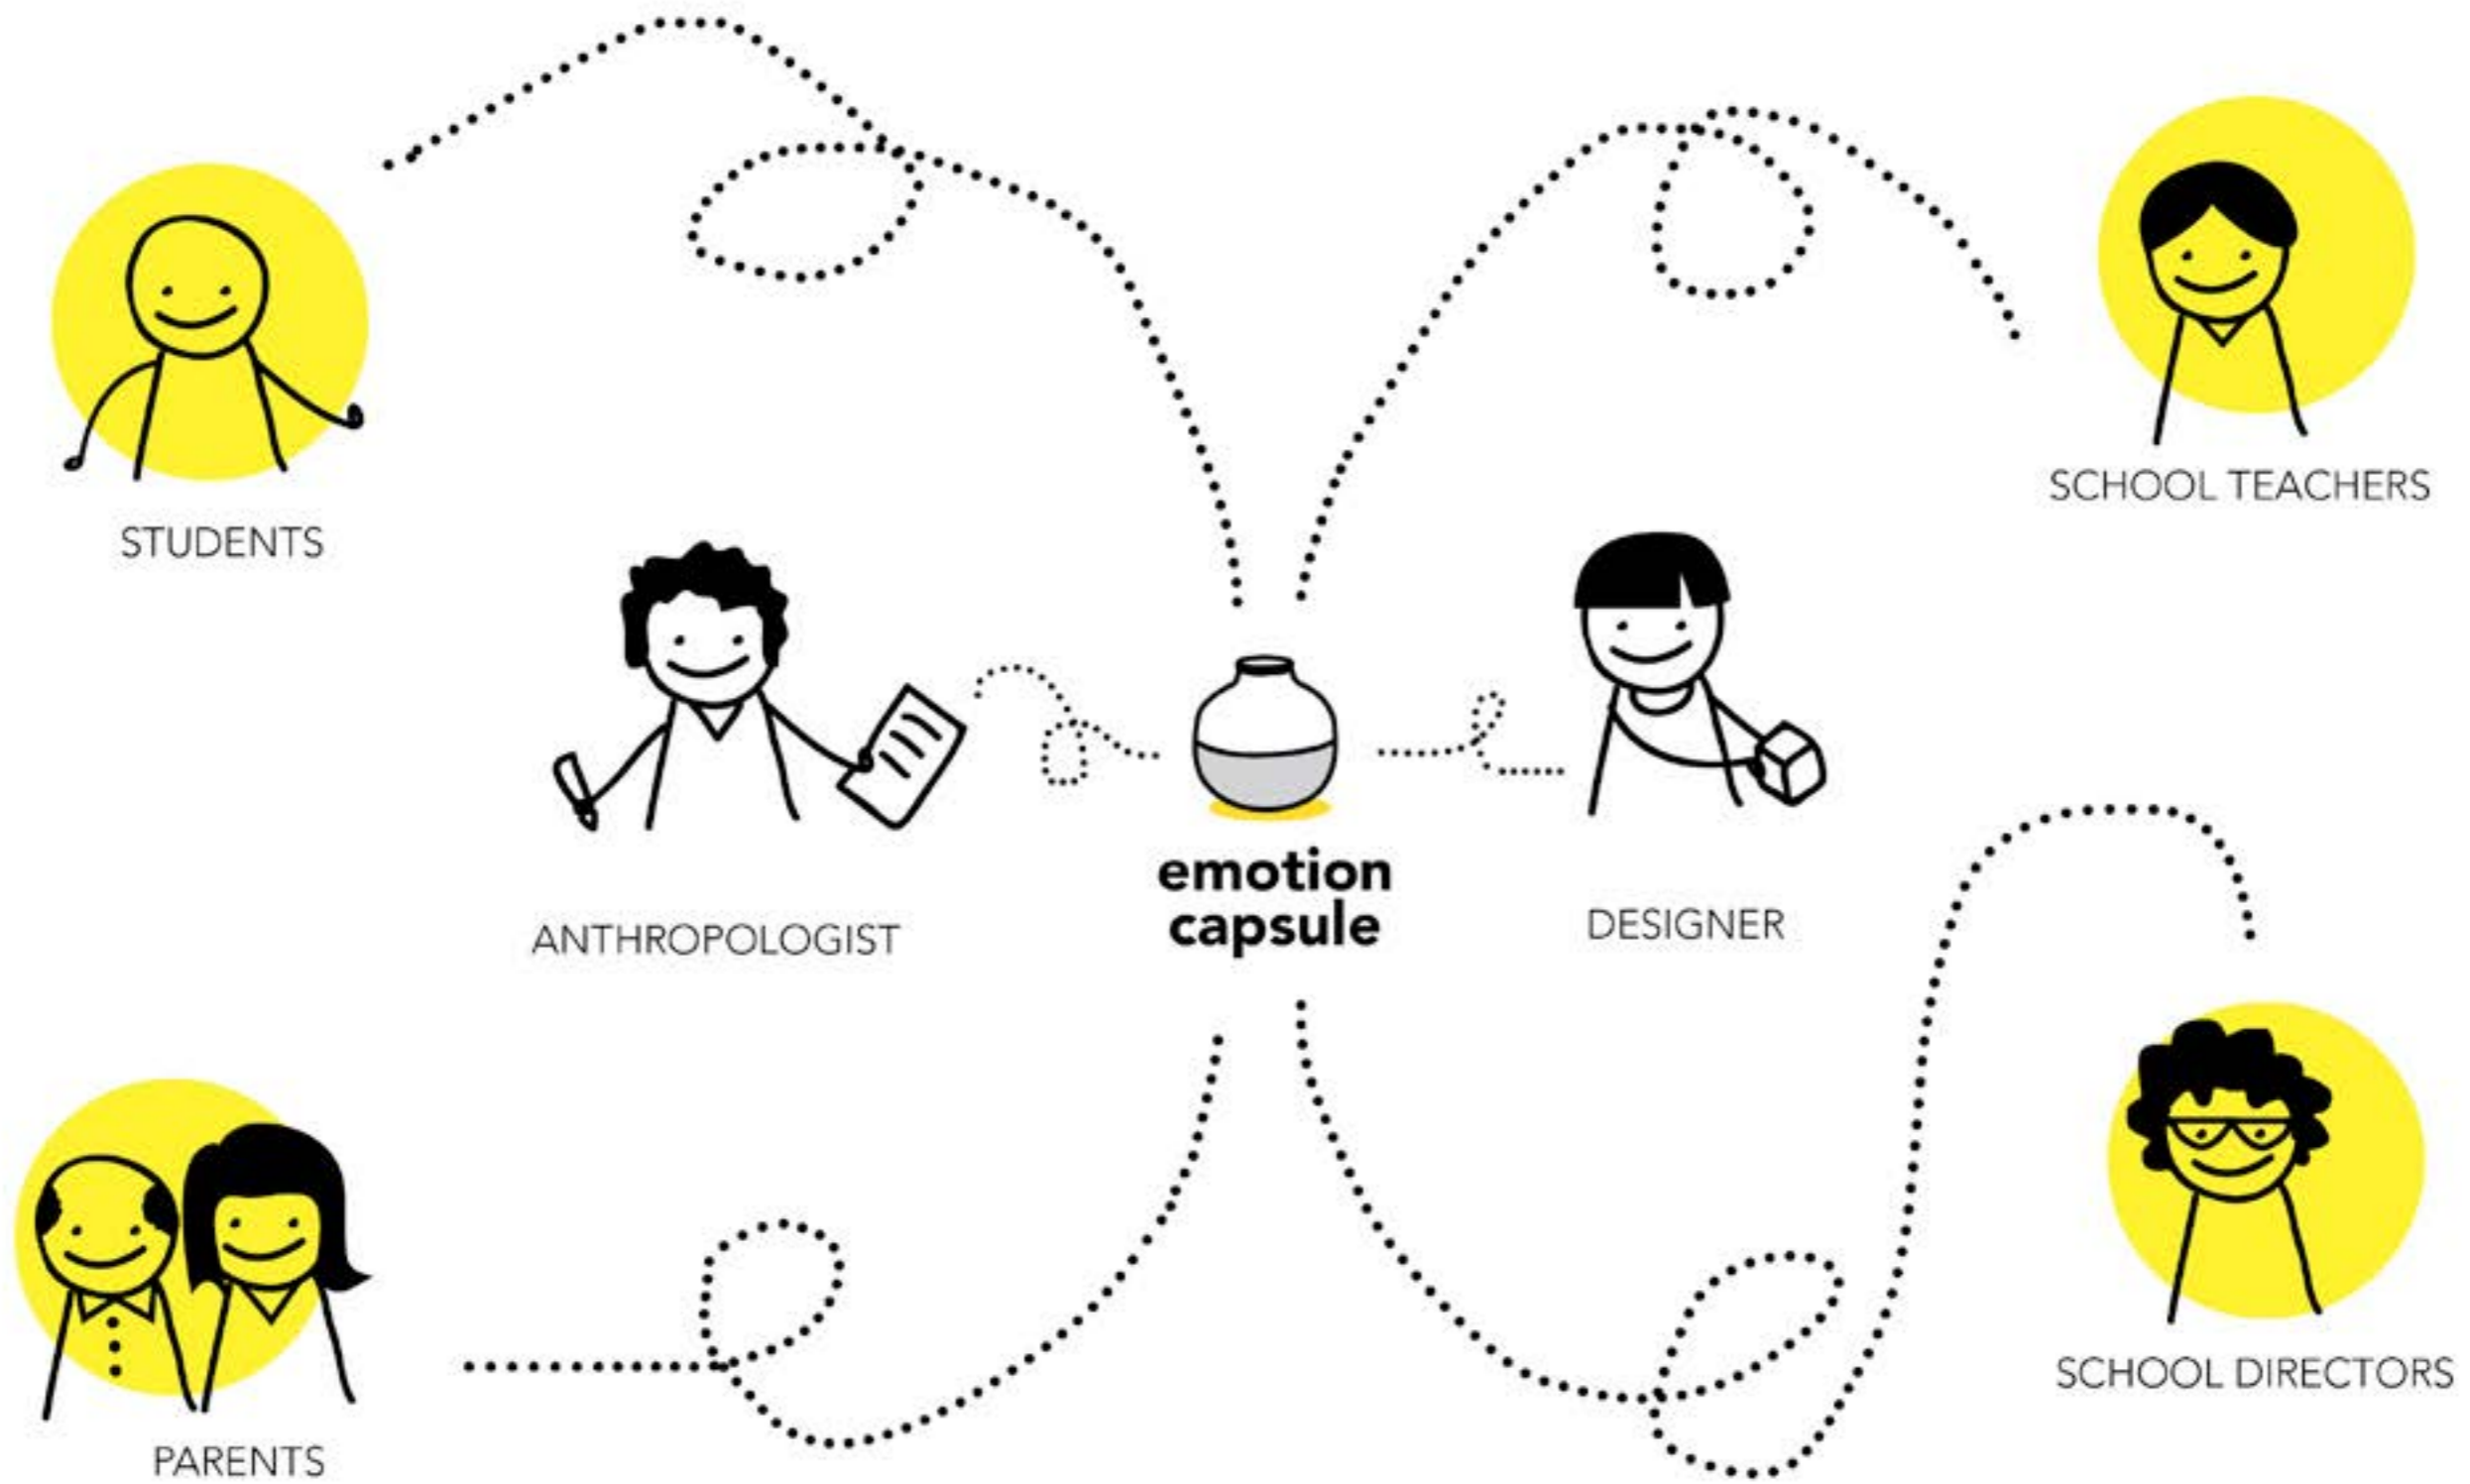 STUDENTS
SCHOOL TEACHERS
ANTHROPOLOGIST
emotion
capsule
DESIGNER
PARENTS
SCHOOL DIRECTORS